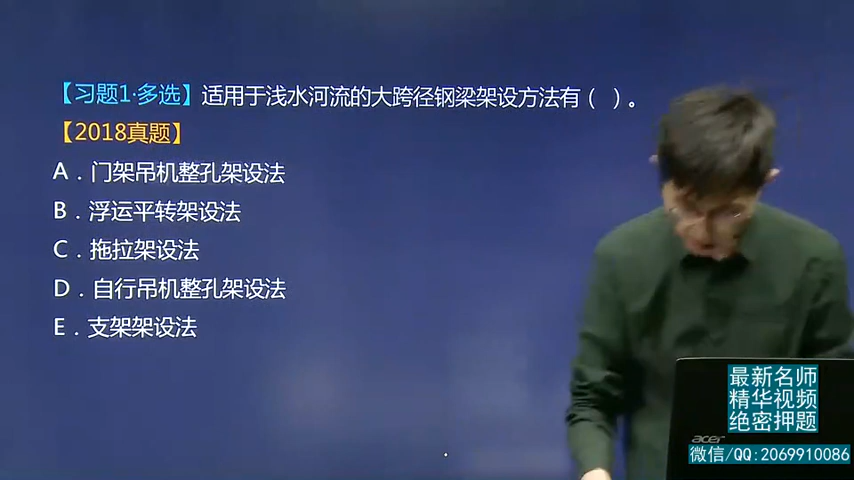 【习题1·多选】适用于浅水河流的大跨径钢梁架设方法有（ ）。
【2018真题】
A．门架吊机整孔架设法
B．浮运平转架设法
C．拖拉架设法
D．自行吊机整孔架设法
E．支架架设法
最新名师
精华视频
绝密押题
acer
微信/QQ:2069910086